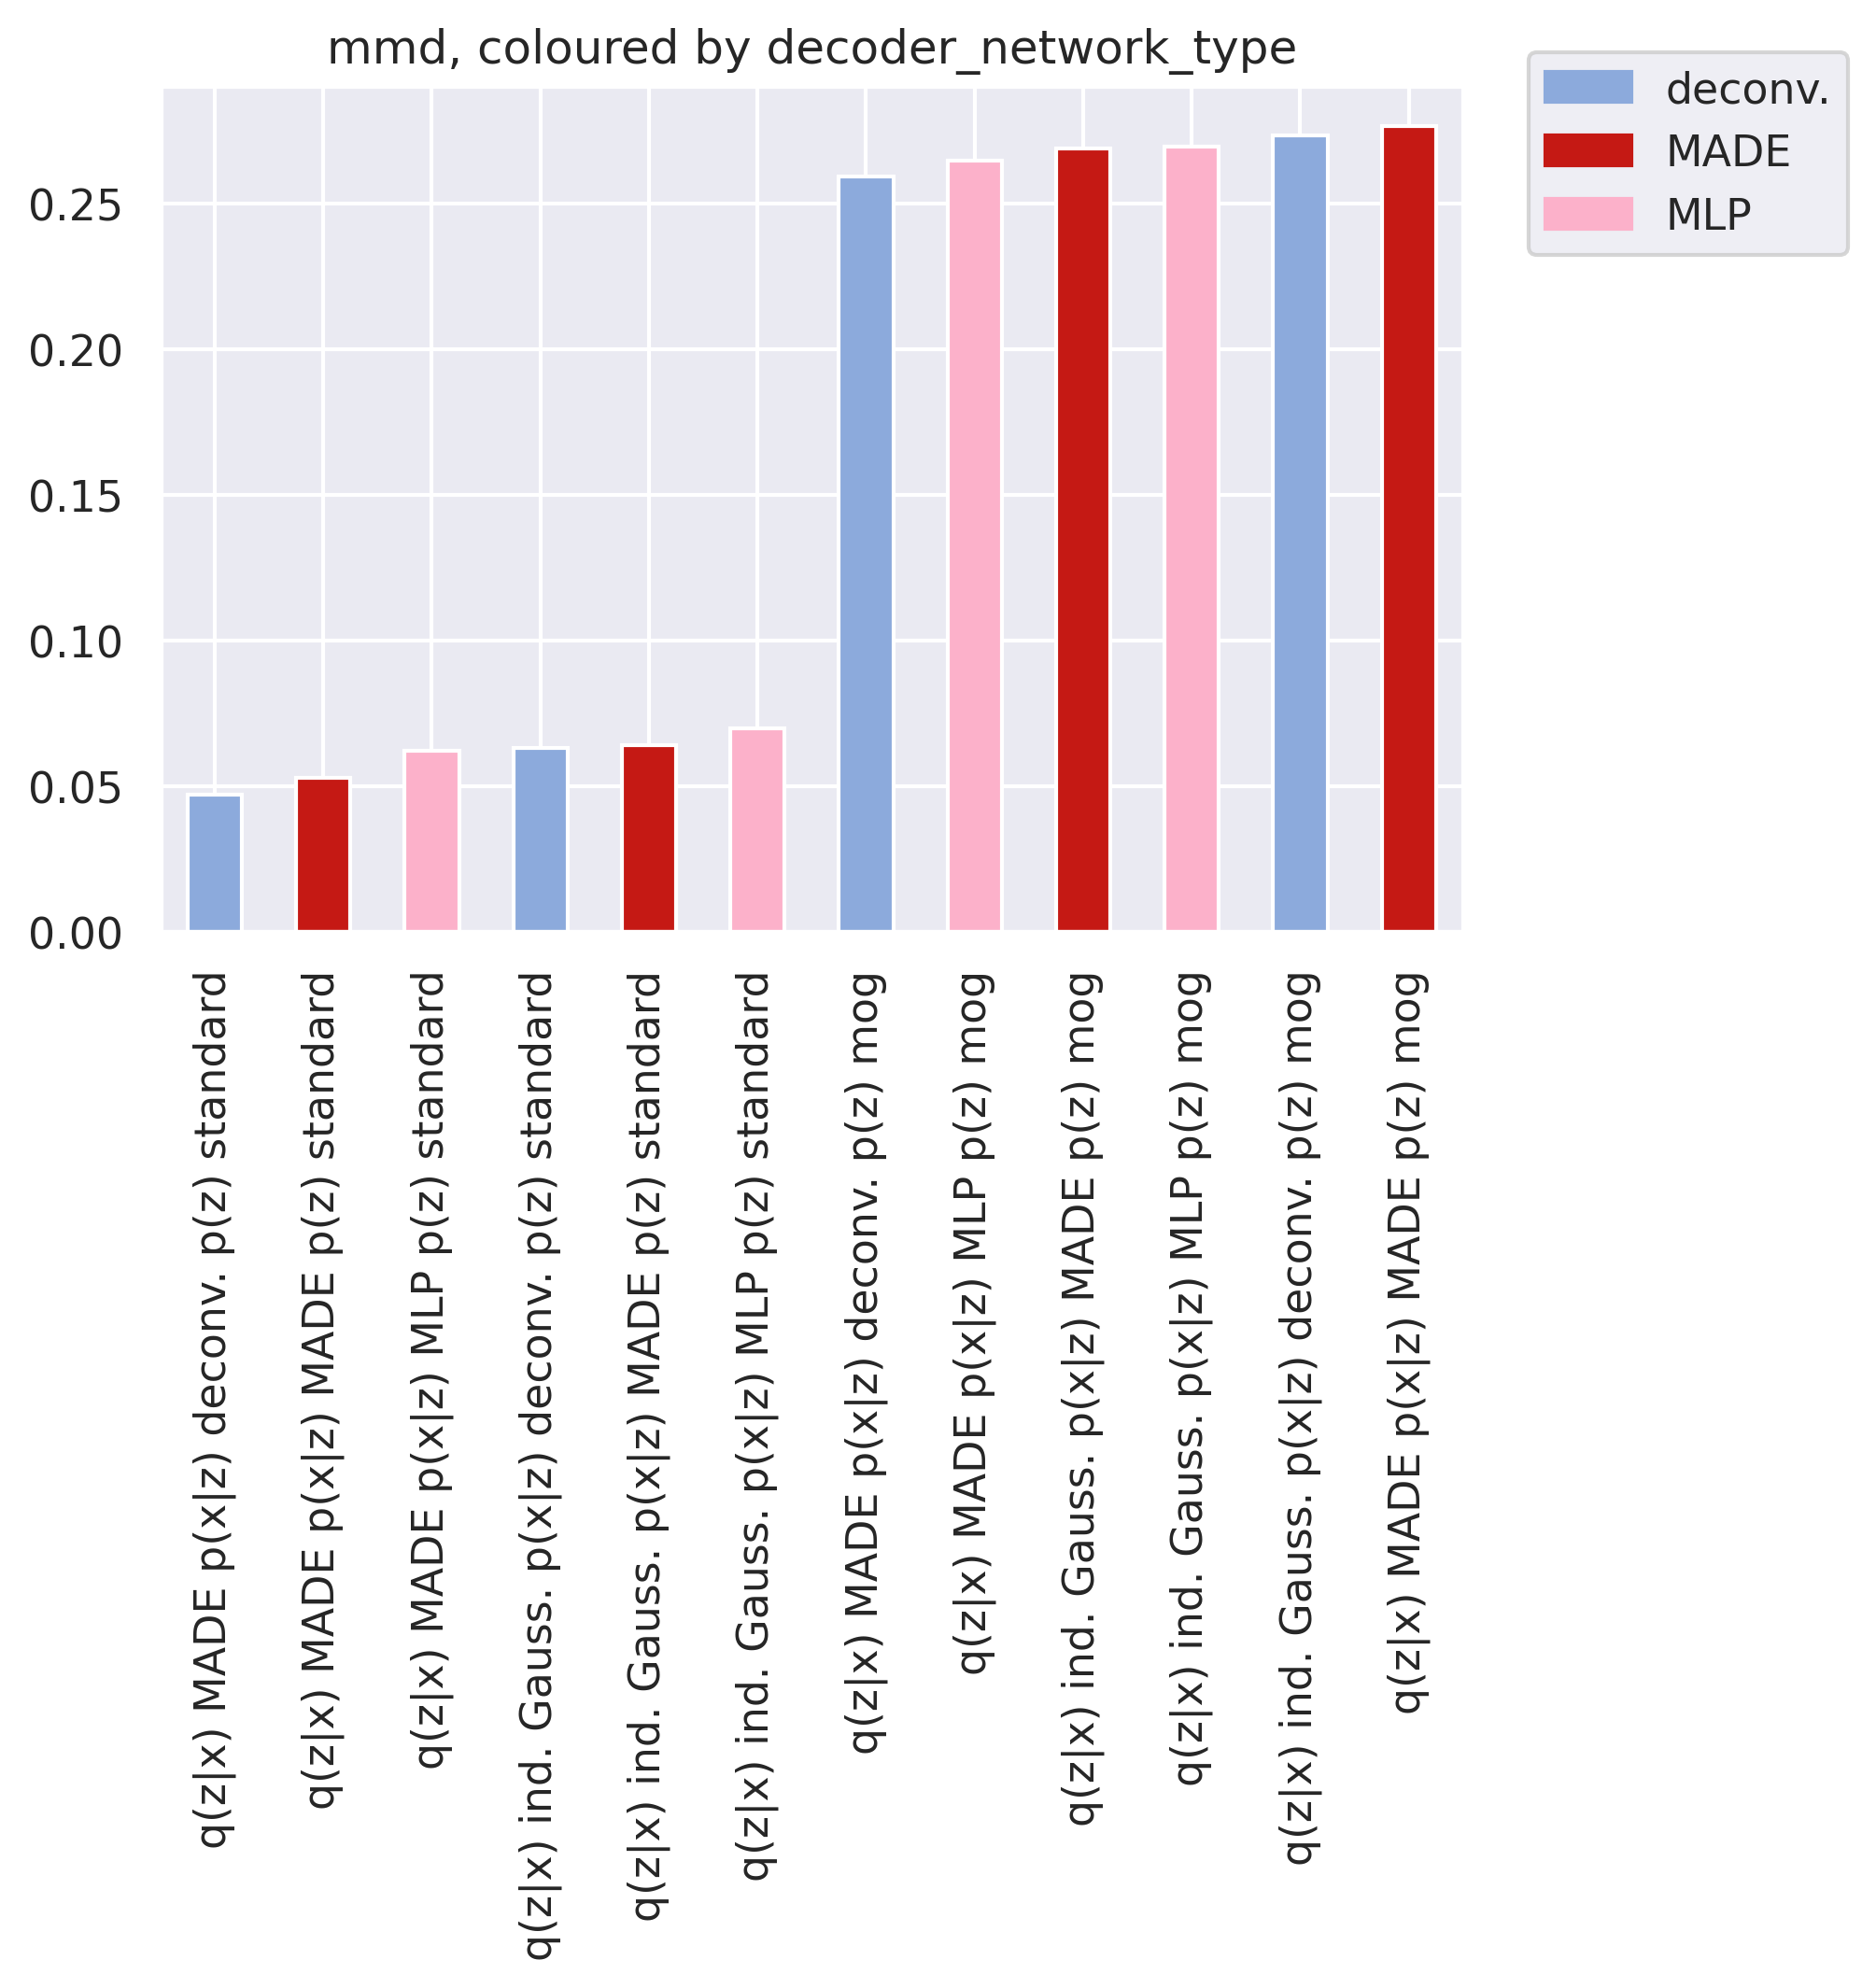 mmd, coloured by decoder_network_type
deconv.
MADE
MLP
0.25
0.20
0.15
0.10
0.05
0.00
q(z|x) MADE p(x|z) deconv. p(z) standard
q(z|x) MADE p(x|z) MADE p(z) standard
q(z|x) MADE p(x|z) MLP p(z) standard
q(z|x) ind. Gauss. p(x|z) deconv. p(z) standard
q(z|x) ind. Gauss. p(x|z) MADE p(z) standard
q(z|x) ind. Gauss. p(x|z) MLP p(z) standard
q(z|x) MADE p(x|z) deconv. p(z) mog
q(z|x) MADE p(x|z) MLP p(z) mog
q(z|x) ind. Gauss. p(x|z) MADE p(z) mog
q(z|x) ind. Gauss. p(x|z) MLP p(z) mog
q(z|x) ind. Gauss. p(x|z) deconv. p(z) mog
q(z|x) MADE p(x|z) MADE p(z) mog